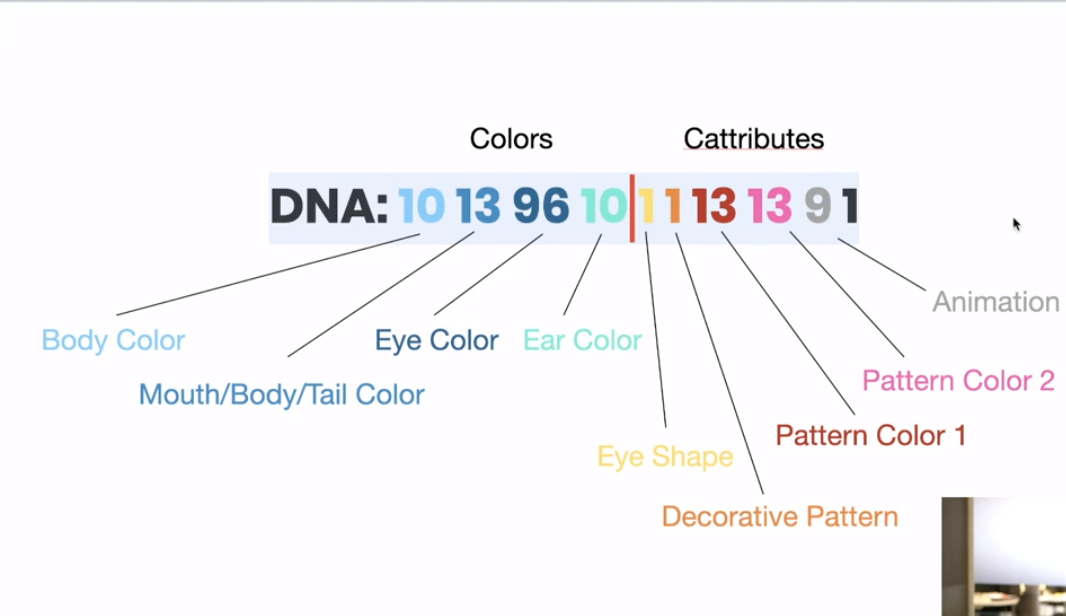 Colors
Cattributes
DNA: 10 13 96 10 1 1 13 13 9 1
Animation
Body Color
Eye Color
Ear Color
Pattern Color 2
Mouth/Body/Tail Color
Pattern Color 1
Eye Shape
Decorative Pattern